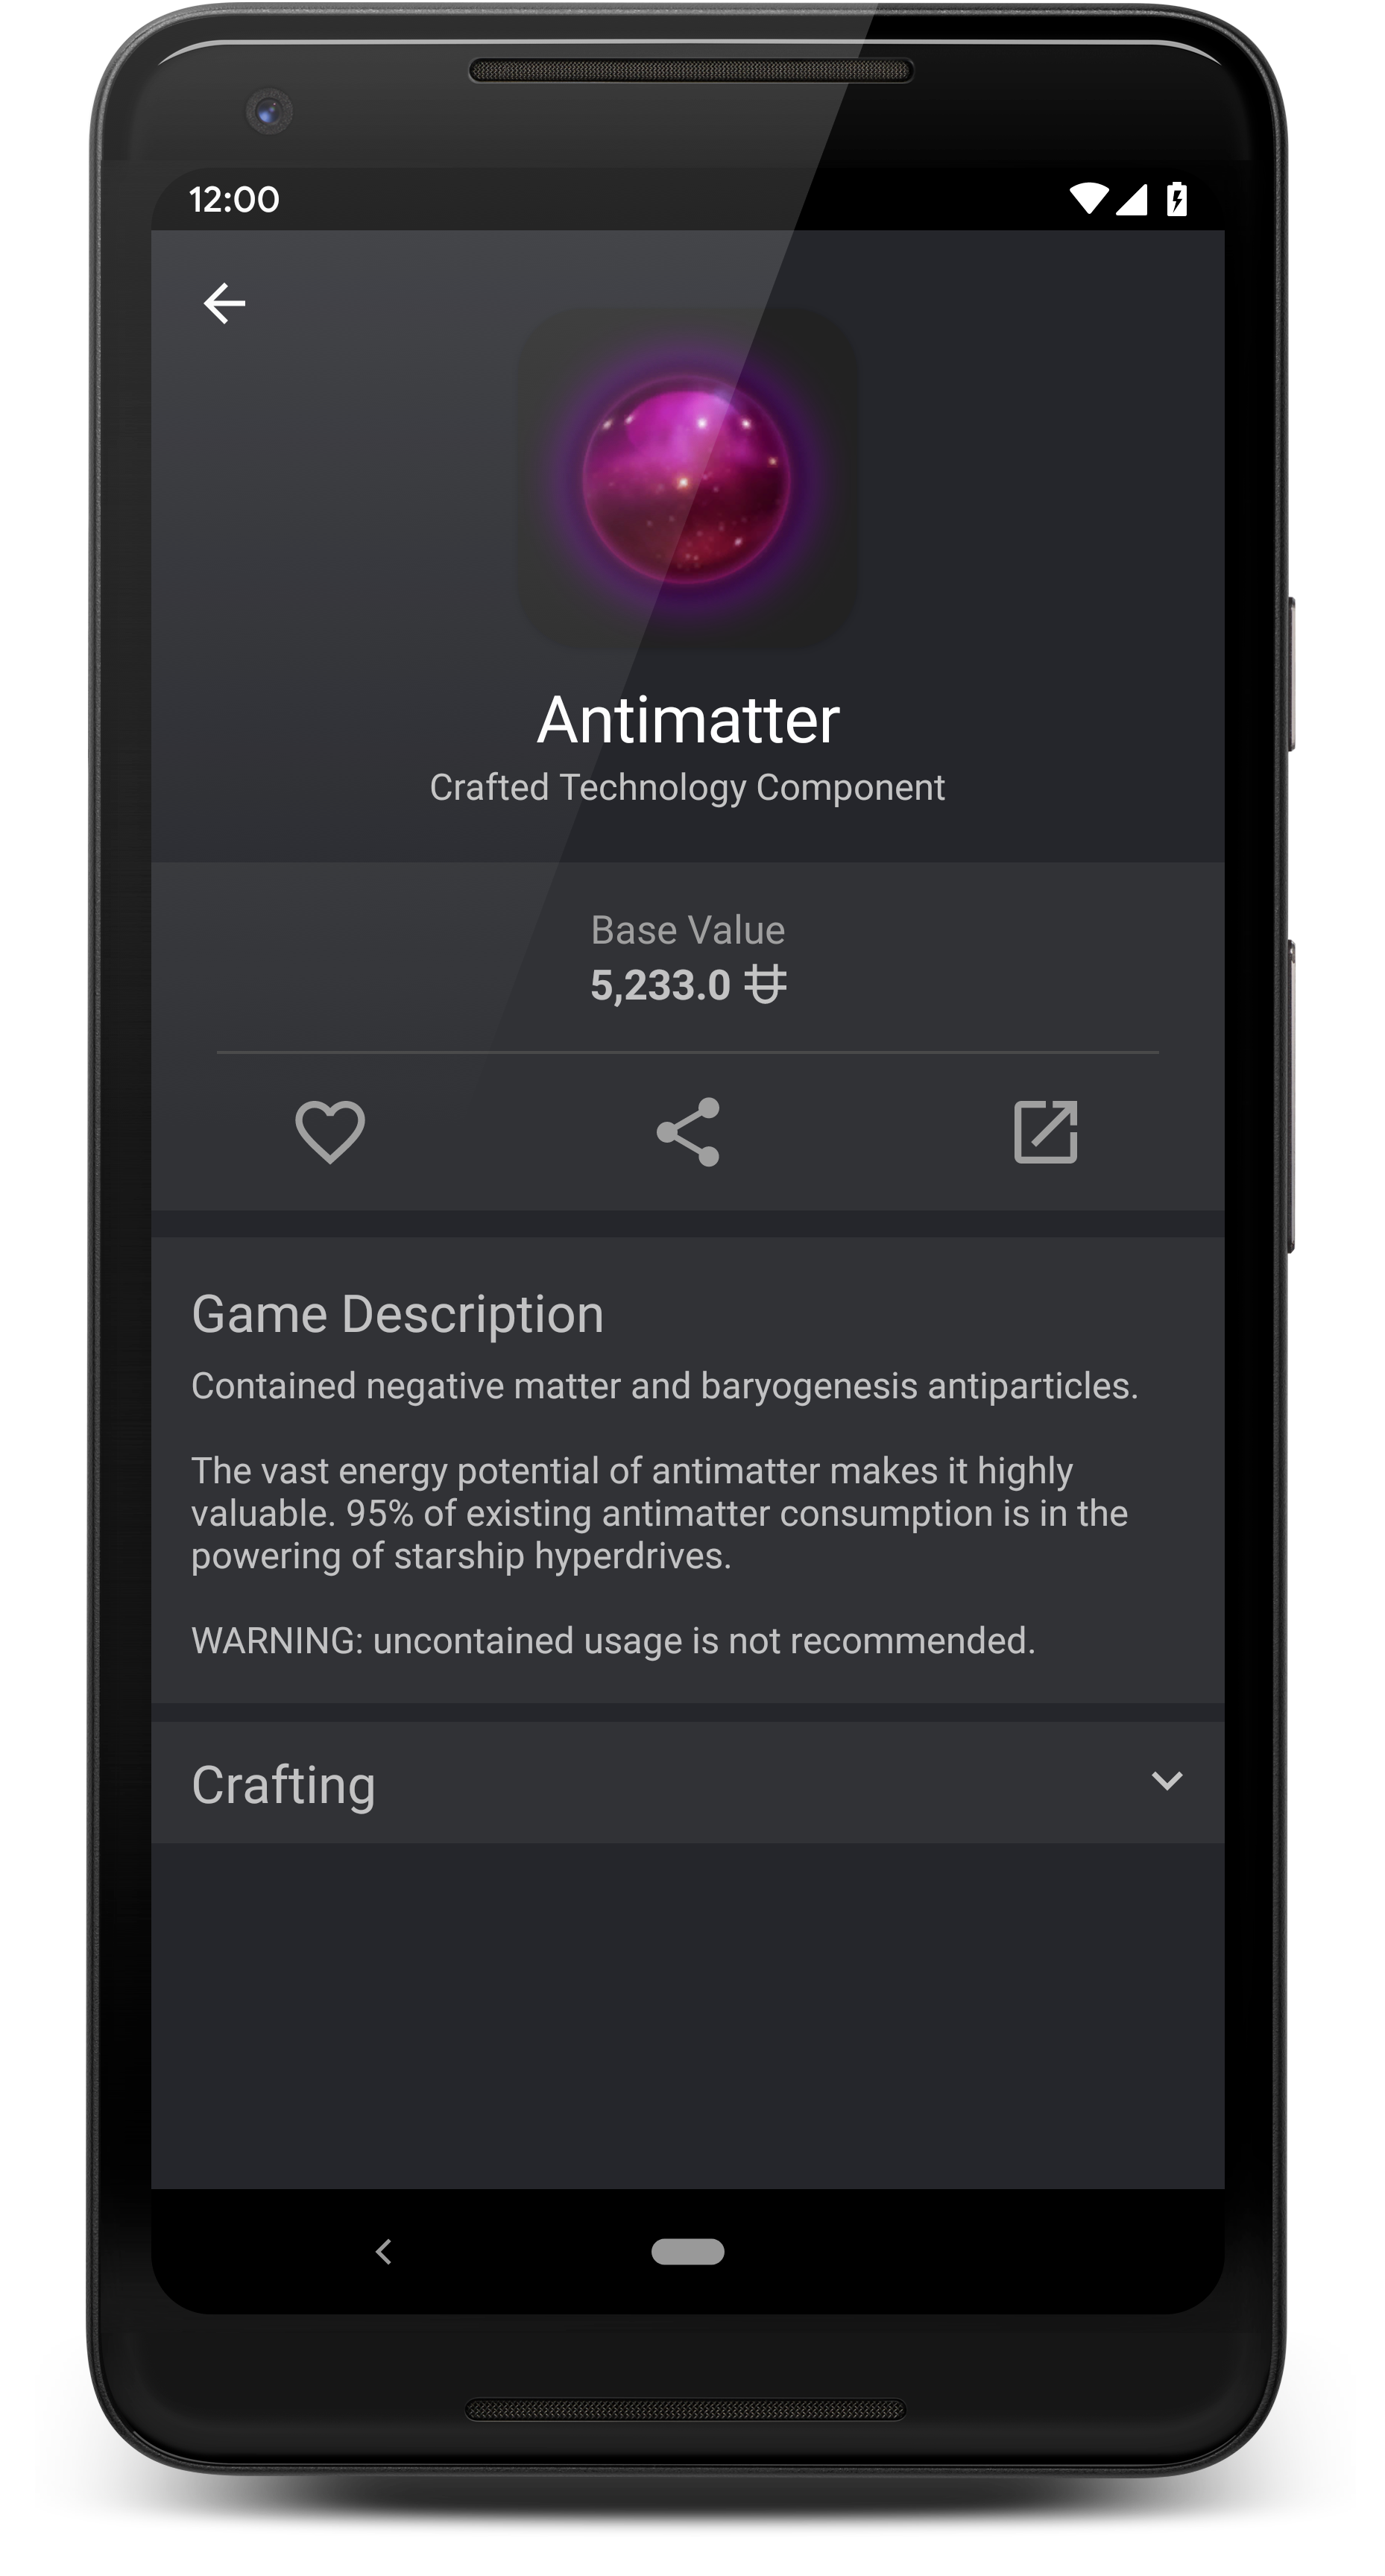 12:00
Antimatter
Crafted Technology Component
Base Value
5,233.0
Game Description
Contained negative matter and baryogenesis antiparticles.
The vast energy potential of antimatter makes it highly
valuable. 95% of existing antimatter consumption is in the
powering of starship hyperdrives.
WARNING: uncontained usage is not recommended.
Crafting